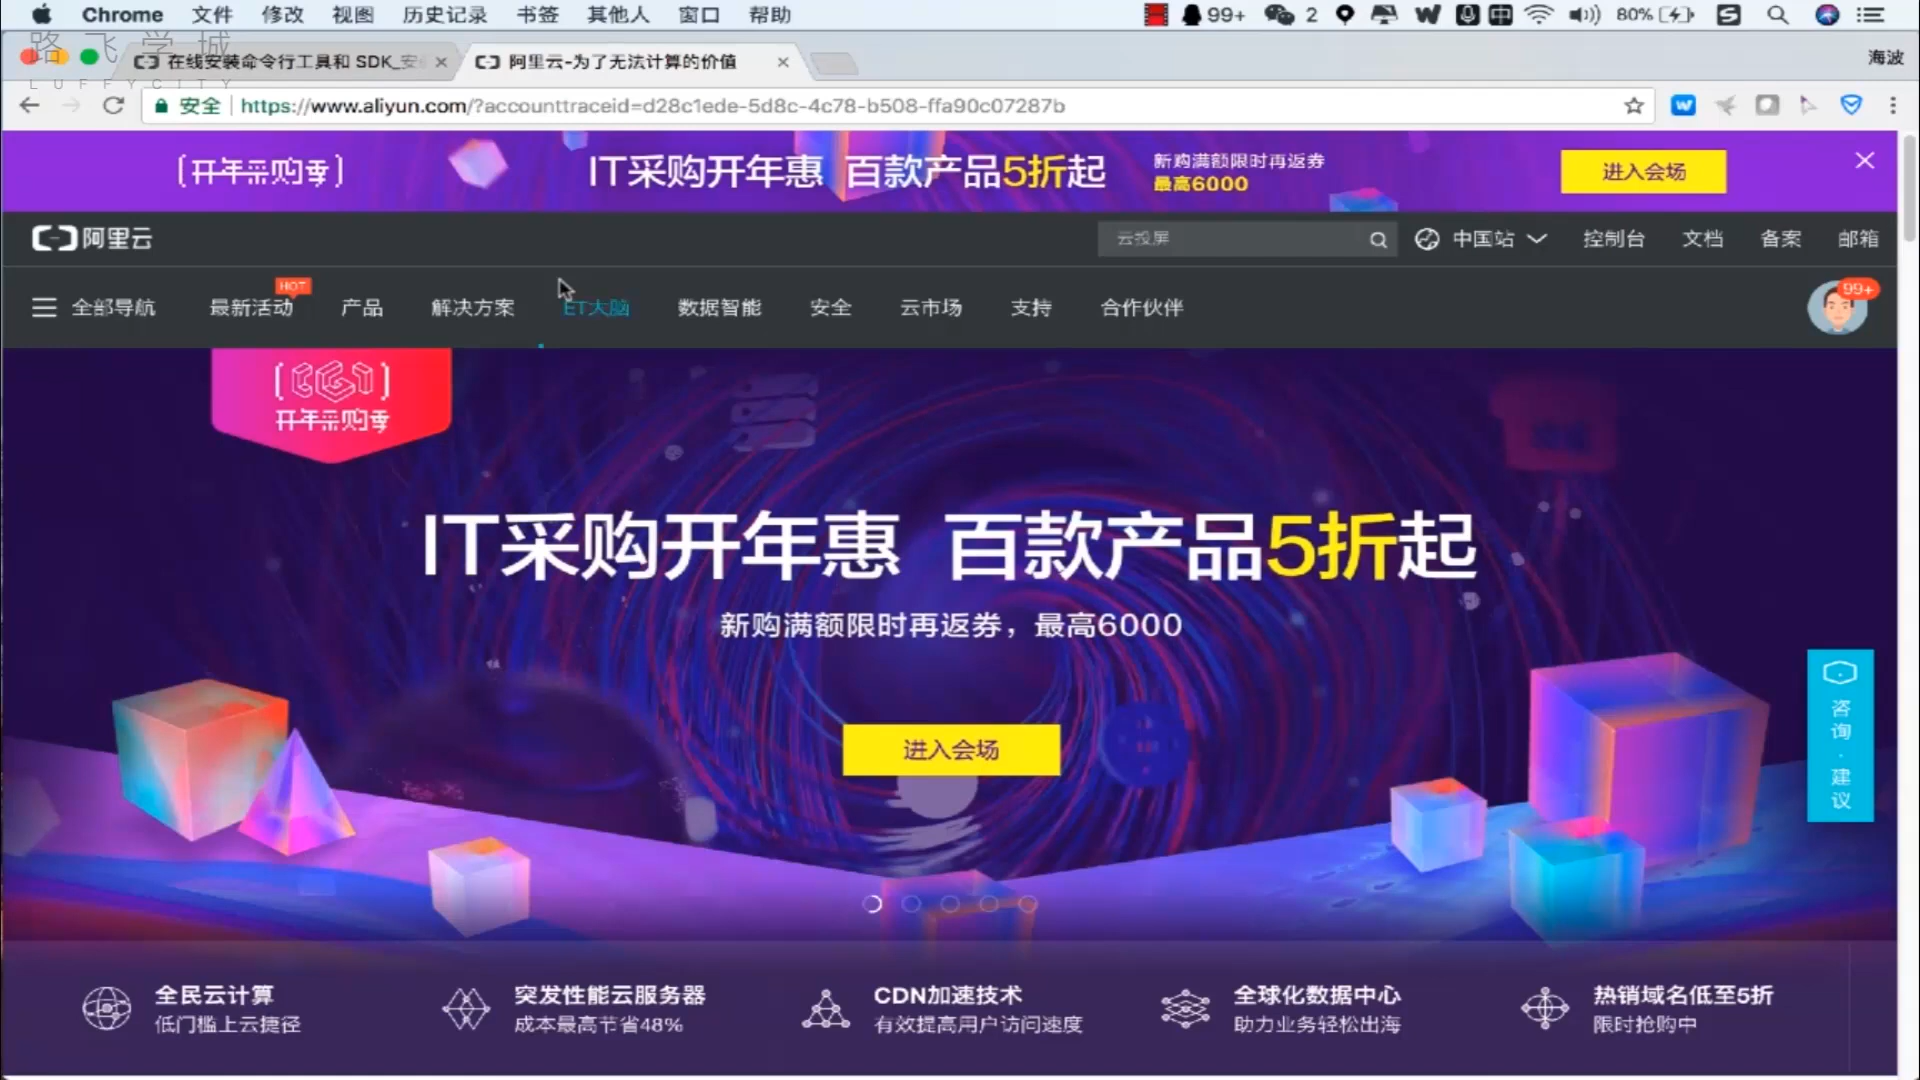 Chrome 文件 修改 视图 历史记录 书签 其他人 窗口 帮助 99+ 2 80%
路飞学城
LUFFYCITY
在线安装命令行工具和 SDK_安 阿里云-为了无法计算的价值 海波
安全 https://www.aliyun.com/?accounttraceid=d28c1ede-5d8c-4c78-b508-ffa90c07287b
开年采购季 IT采购开年惠 百款产品5折起 新购满额限时再返券 最高6000 进入会场
阿里云 云投屏 中国站 控制台 文档 备案 邮箱
全部导航 最新活动 HOT 产品 解决方案 ET大脑 数据智能 安全 云市场 支持 合作伙伴 99+
开年采购季
IT采购开年惠 百款产品5折起
新购满额限时再返券，最高6000
进入会场
咨询·建议
全民云计算
低门槛上云捷径
突发性能云服务器
成本最高节省48%
CDN加速技术
有效提高用户访问速度
全球化数据中心
助力业务轻松出海
热销域名低至5折
限时抢购中